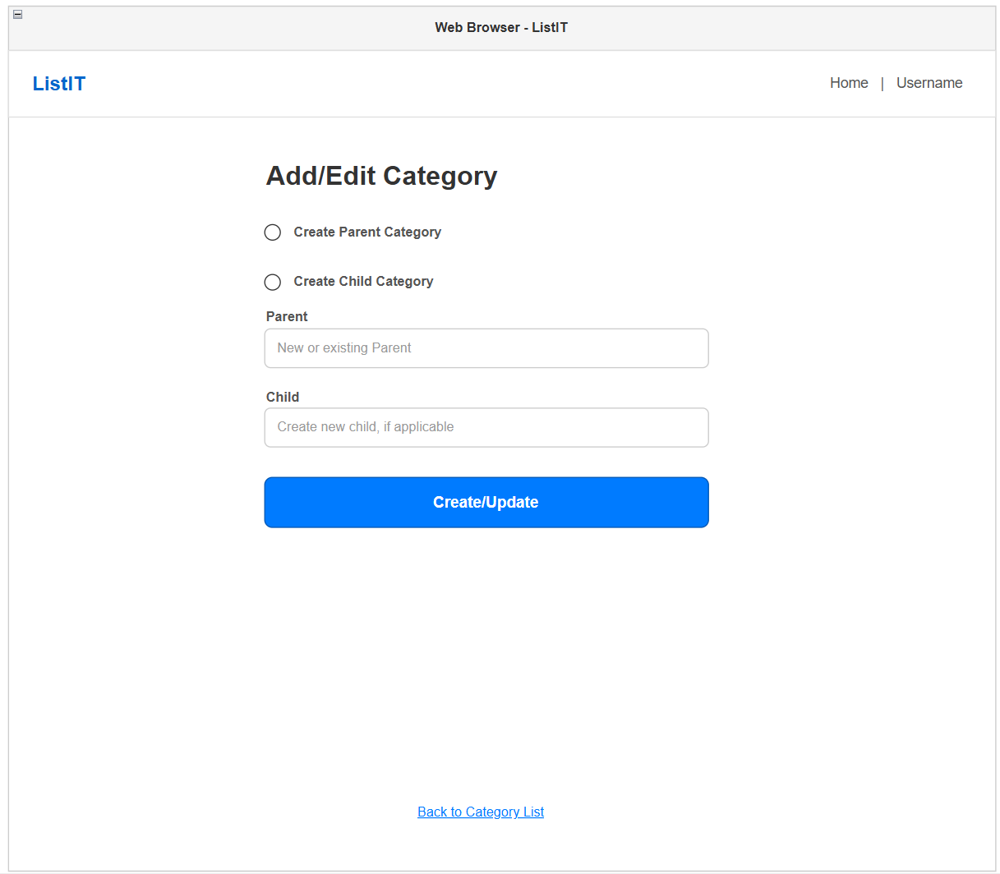 Web Browser - ListIT
ListIT
Home | Username
Add/Edit Category
Create Parent Category
Create Child Category
Parent
New or existing Parent
Child
Create new child, if applicable
Create/Update
Back to Category List